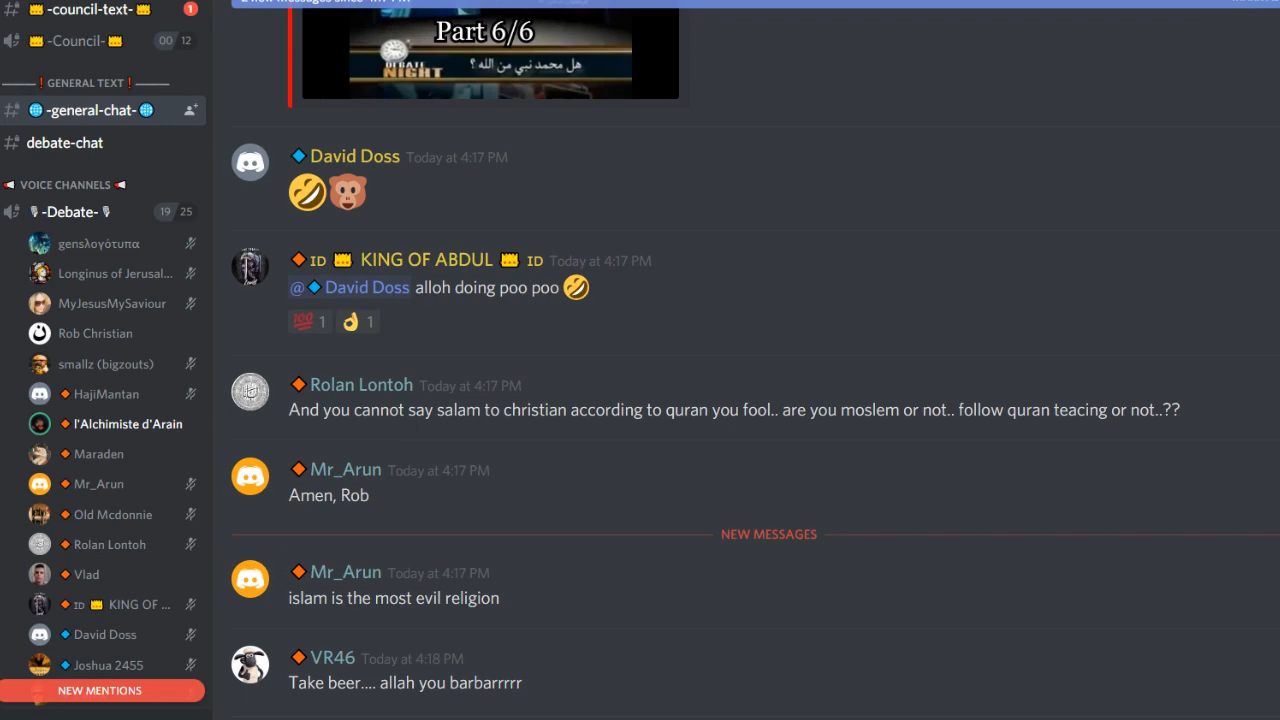 -council-text-
1
-Council-
00 12
GENERAL TEXT
-general-chat-
debate-chat
VOICE CHANNELS
-Debate-
19 25
gensλογότυπα
Longinus of Jerusal...
MyJesusMySaviour
Rob Christian
smallz (bigzouts)
HajiMantan
l'Alchimiste d'Arain
Maraden
Mr_Arun
Old Mcdonnie
Rolan Lontoh
Vlad
ID KING OF ...
David Doss
Joshua 2455
NEW MENTIONS
Part 6/6
DEBATE
NIGHT
هل محمد نبي من الله ؟
David Doss Today at 4:17 PM
ID KING OF ABDUL ID Today at 4:17 PM
@David Doss alloh doing poo poo
100 1 1
Rolan Lontoh Today at 4:17 PM
And you cannot say salam to christian according to quran you fool.. are you moslem or not.. follow quran teacing or not..??
Mr_Arun Today at 4:17 PM
Amen, Rob
NEW MESSAGES
Mr_Arun Today at 4:17 PM
islam is the most evil religion
VR46 Today at 4:18 PM
Take beer.... allah you barbarrrrr